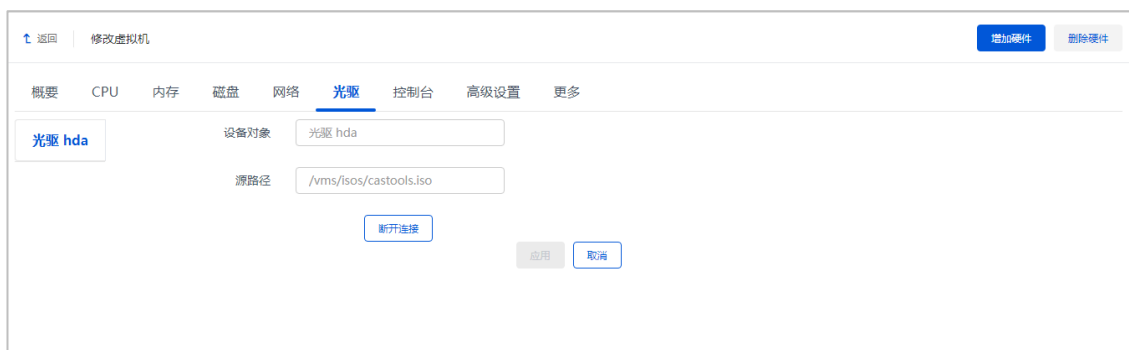 返回 修改虚拟机 增加硬件 删除硬件
概要 CPU 内存 磁盘 网络 光驱 控制台 高级设置 更多
光驱 hda 设备对象 光驱 hda
源路径 /vms/isos/castools.iso
断开连接
应用 取消